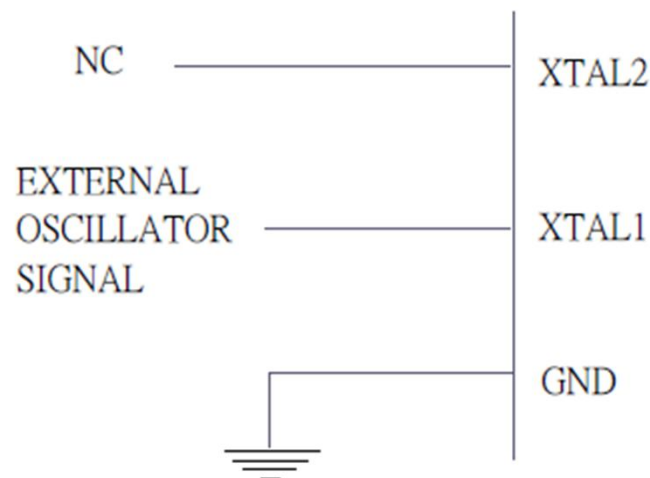 NC
XTAL2
EXTERNAL
OSCILLATOR
SIGNAL
XTAL1
GND